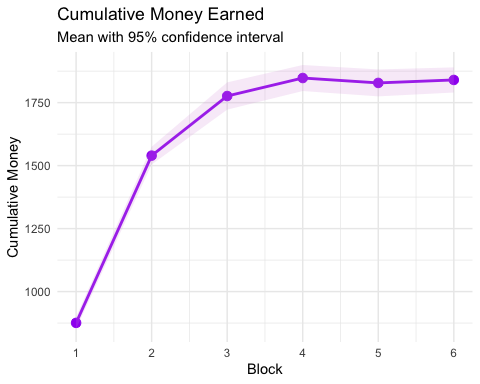 Cumulative Money Earned
Mean with 95% confidence interval
Cumulative Money
1750
1500
1250
1000
1 2 3 4 5 6
Block